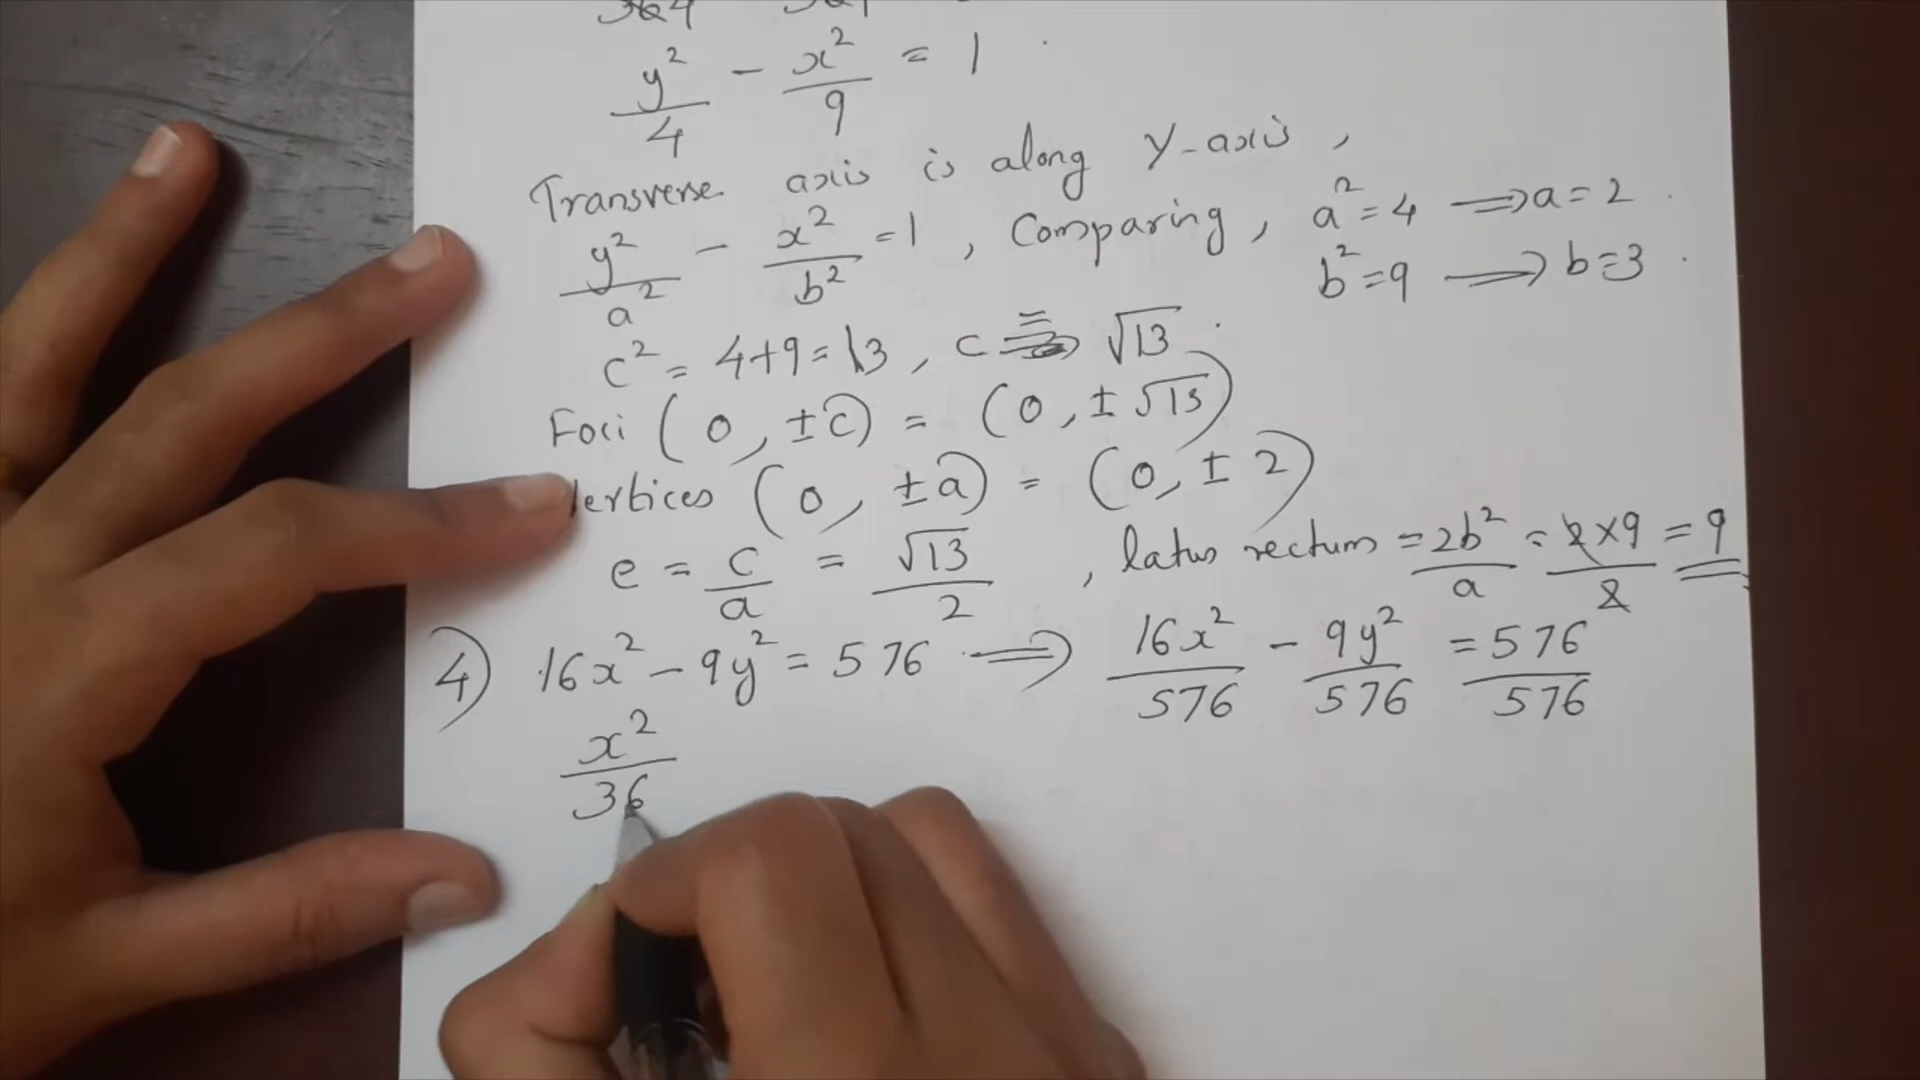 y²/4 - x²/9 = 1
Transverse axis is along Y-axis,
y²/a² - x²/b² = 1, Comparing, a² = 4 ⟹ a = 2
b² = 9 ⟹ b = 3
c² = 4+9 = 13, c = √13
Foci (0, ±c) = (0, ±√13)
Vertices (0, ±a) = (0, ±2)
e = c/a = √13/2, latus rectum = 2b²/a = 2×9/2 = 9
4) 16x² - 9y² = 576 ⟹ 16x²/576 - 9y²/576 = 576/576
x²/36